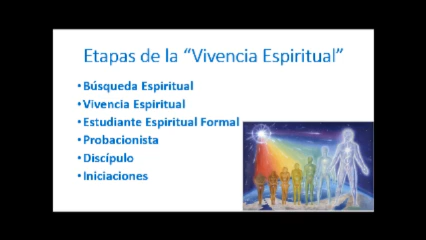 Etapas de la “Vivencia Espiritual”
• Búsqueda Espiritual
• Vivencia Espiritual
• Estudiante Espiritual Formal
• Probacionista
• Discípulo
• Iniciaciones